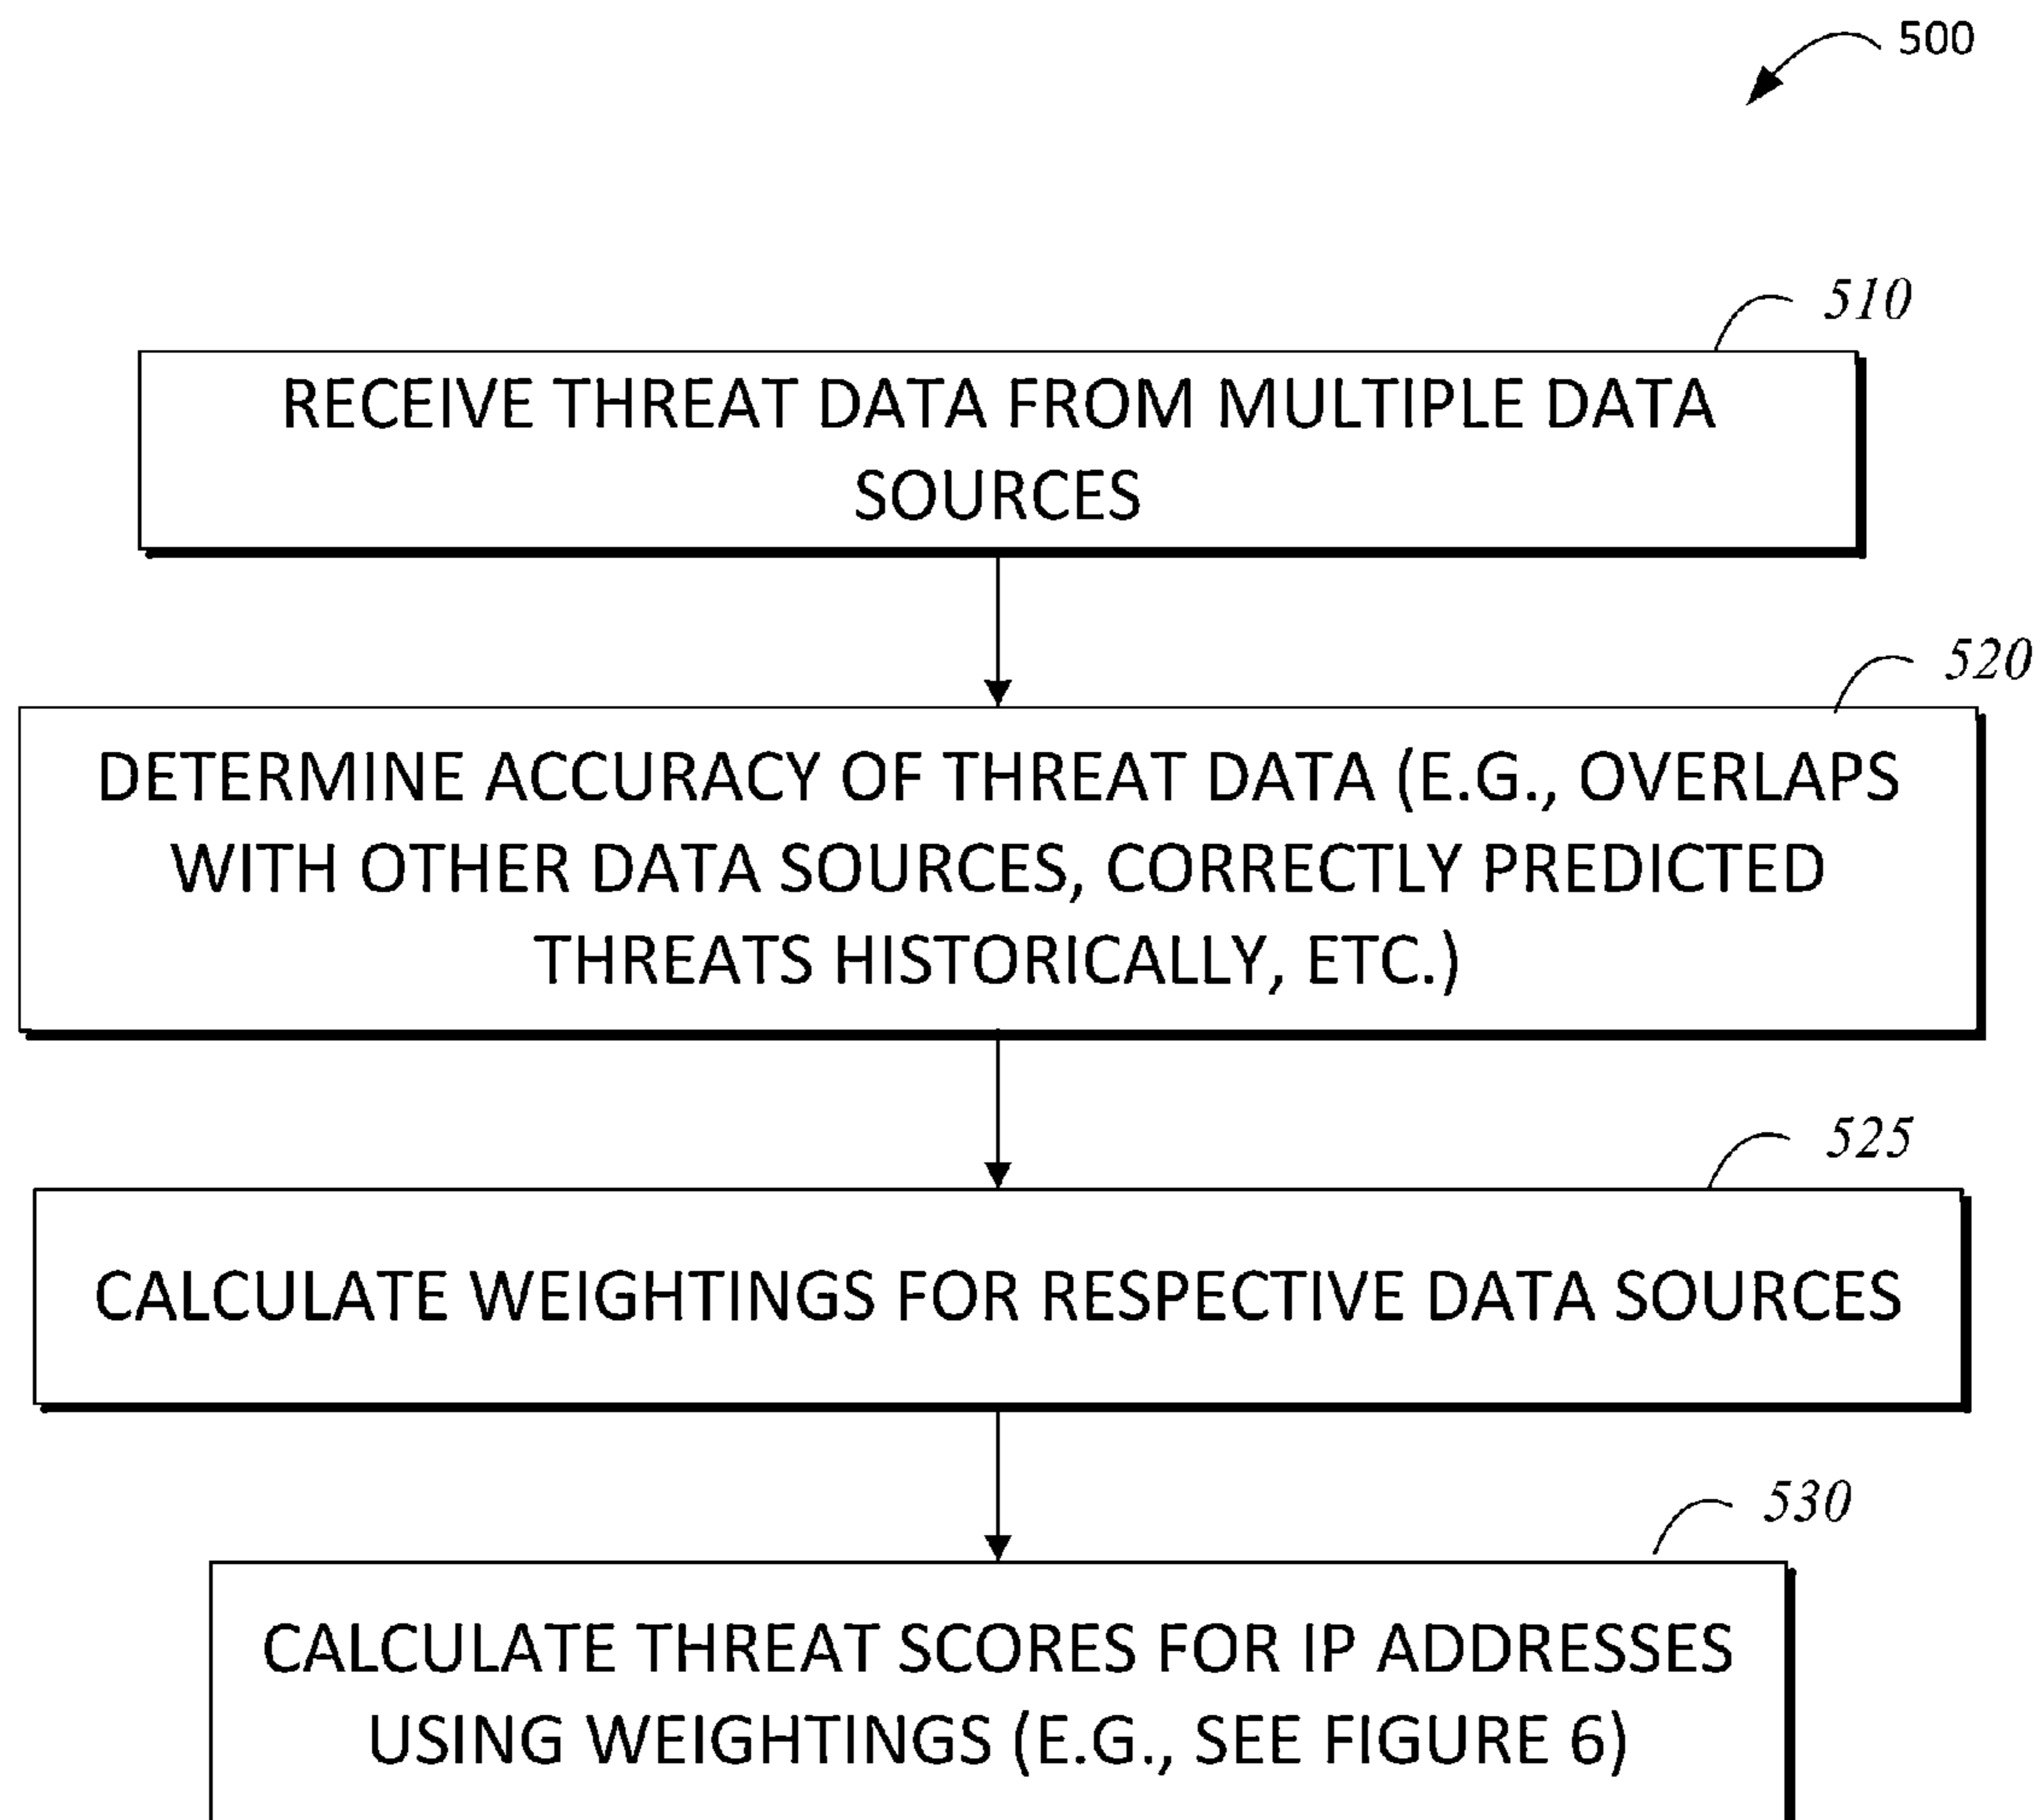 500
510
RECEIVE THREAT DATA FROM MULTIPLE DATA
SOURCES
520
DETERMINE ACCURACY OF THREAT DATA (E.G., OVERLAPS
WITH OTHER DATA SOURCES, CORRECTLY PREDICTED
THREATS HISTORICALLY, ETC.)
525
CALCULATE WEIGHTINGS FOR RESPECTIVE DATA SOURCES
530
CALCULATE THREAT SCORES FOR IP ADDRESSES
USING WEIGHTINGS (E.G., SEE FIGURE 6)